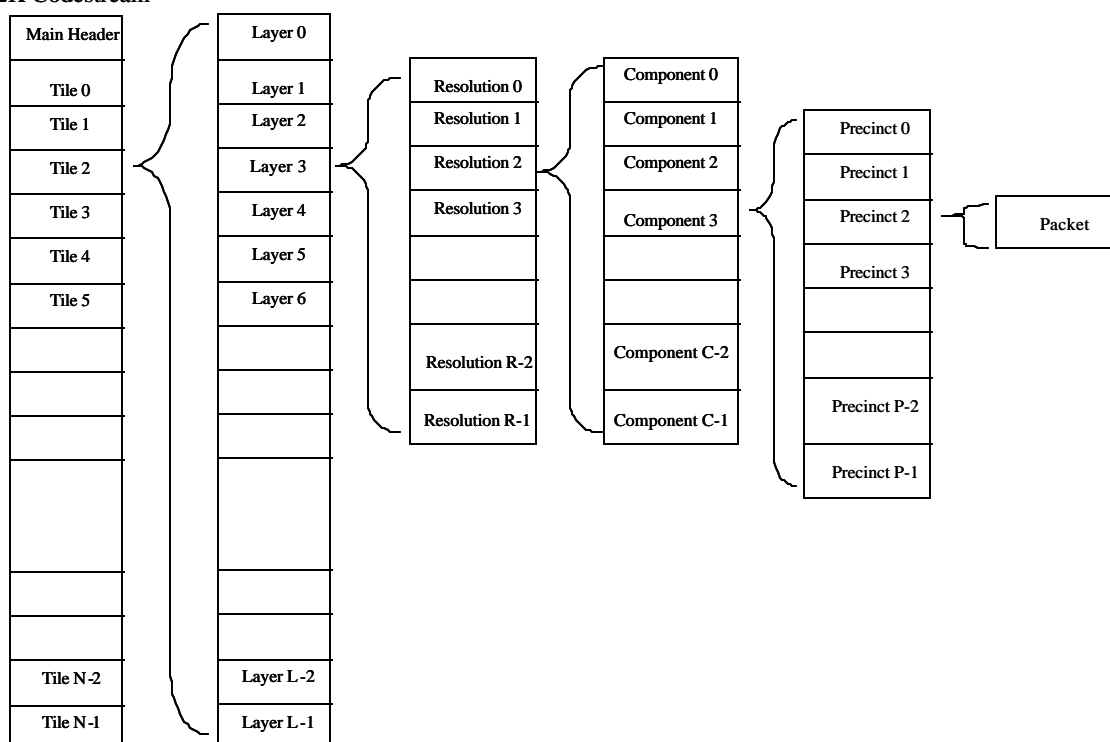 Codestream
Main Header
Tile 0
Tile 1
Tile 2
Tile 3
Tile 4
Tile 5
Tile N-2
Tile N-1
Layer 0
Layer 1
Layer 2
Layer 3
Layer 4
Layer 5
Layer 6
Layer L-2
Layer L-1
Resolution 0
Resolution 1
Resolution 2
Resolution 3
Resolution R-2
Resolution R-1
Component 0
Component 1
Component 2
Component 3
Component C-2
Component C-1
Precinct 0
Precinct 1
Precinct 2
Precinct 3
Precinct P-2
Precinct P-1
Packet